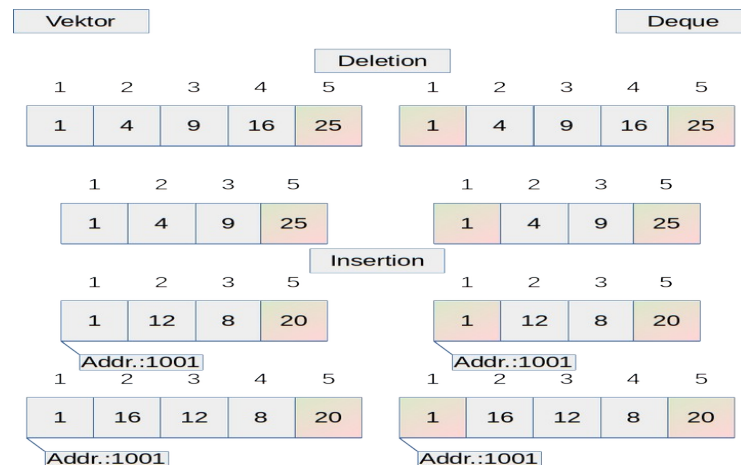 Vektor Deque
Deletion
1 2 3 4 5 1 2 3 4 5
1 4 9 16 25 1 4 9 16 25
1 2 3 5 1 2 3 5
1 4 9 25 1 4 9 25
Insertion
1 2 3 5 1 2 3 5
1 12 8 20 1 12 8 20
Addr.:1001 Addr.:1001
1 2 3 4 5 1 2 3 4 5
1 16 12 8 20 1 16 12 8 20
Addr.:1001 Addr.:1001